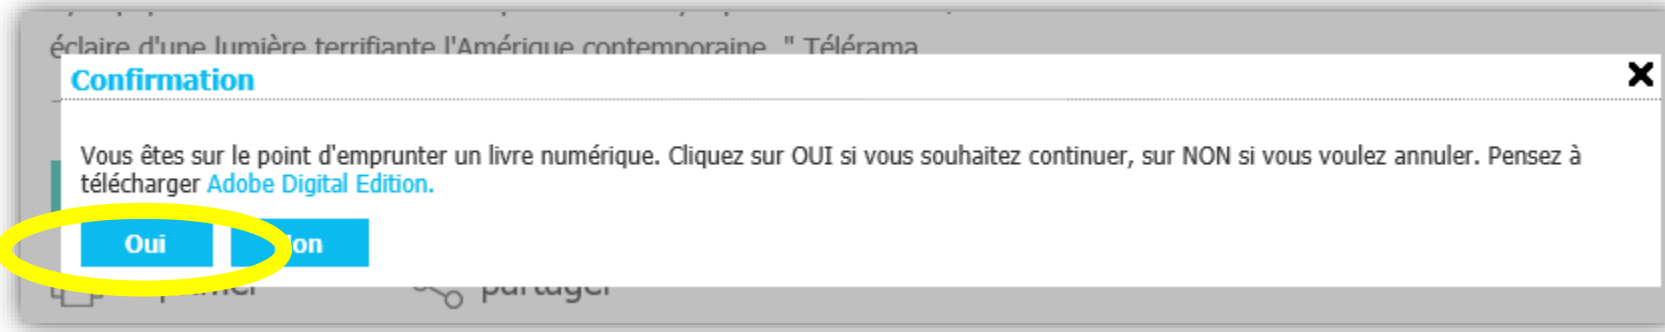 éclaire d'une lumière terrifiante l'Amérique contemporaine. " Télérama
Confirmation
Vous êtes sur le point d'emprunter un livre numérique. Cliquez sur OUI si vous souhaitez continuer, sur NON si vous voulez annuler. Pensez à
télécharger Adobe Digital Edition.
Oui
partager